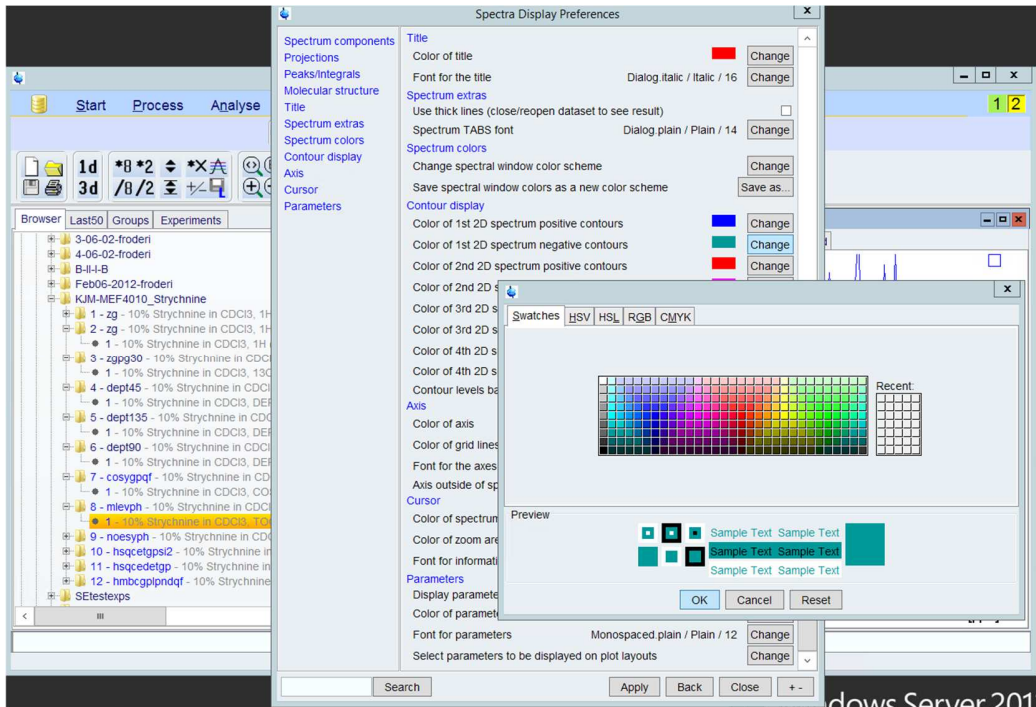 Spectra Display Preferences
x
Spectrum components
Projections
Peaks/Integrals
Molecular structure
Title
Spectrum extras
Spectrum colors
Contour display
Axis
Cursor
Parameters
Title
Color of title Change
Font for the title Dialog.italic / Italic / 16 Change
Spectrum extras
Use thick lines (close/reopen dataset to see result)
Spectrum TABS font Dialog.plain / Plain / 14 Change
Spectrum colors
Change spectral window color scheme Change
Save spectral window colors as a new color scheme Save as...
Contour display
Color of 1st 2D spectrum positive contours Change
Color of 1st 2D spectrum negative contours Change
Color of 2nd 2D spectrum positive contours Change
Color of 2nd 2D s
Color of 3rd 2D s
Color of 3rd 2D s
Color of 4th 2D s
Color of 4th 2D s
Contour levels ba
Axis
Color of axis
Color of grid lines
Font for the axes
Axis outside of sp
Cursor
Color of spectrum
Color of zoom are
Font for informati
Parameters
Display paramete
Color of paramete
Font for parameters Monospaced.plain / Plain / 12 Change
Select parameters to be displayed on plot layouts Change
Search Apply Back Close + -
Start Process Analyse
1 2
1d *8 *2 *X
3d /8 /2
Browser Last50 Groups Experiments
3-06-02-froderi
4-06-02-froderi
B-II-I-B
Feb06-2012-froderi
KJM-MEF4010_Strychnine
1 - zg - 10% Strychnine in CDCl3, 1H
2 - zg - 10% Strychnine in CDCl3, 1H
1 - 10% Strychnine in CDCl3, 1H
3 - zgpg30 - 10% Strychnine in CDC
1 - 10% Strychnine in CDCl3, 13C
4 - dept45 - 10% Strychnine in CDCl
1 - 10% Strychnine in CDCl3, DEP
5 - dept135 - 10% Strychnine in CDC
1 - 10% Strychnine in CDCl3, DEP
6 - dept90 - 10% Strychnine in CDCl
1 - 10% Strychnine in CDCl3, DEP
7 - cosygpqf - 10% Strychnine in CD
1 - 10% Strychnine in CDCl3, CO
8 - mlevph - 10% Strychnine in CDCl
1 - 10% Strychnine in CDCl3, TO
9 - noesyph - 10% Strychnine in CDC
10 - hsqcetgpsi2 - 10% Strychnine in
11 - hsqcedetgp - 10% Strychnine in
12 - hmbcgplpndqf - 10% Strychnine
SEtestexps
x
Swatches HSV HSL RGB CMYK
Recent:
Preview
Sample Text Sample Text
Sample Text Sample Text
Sample Text Sample Text
OK Cancel Reset
dows Server 201